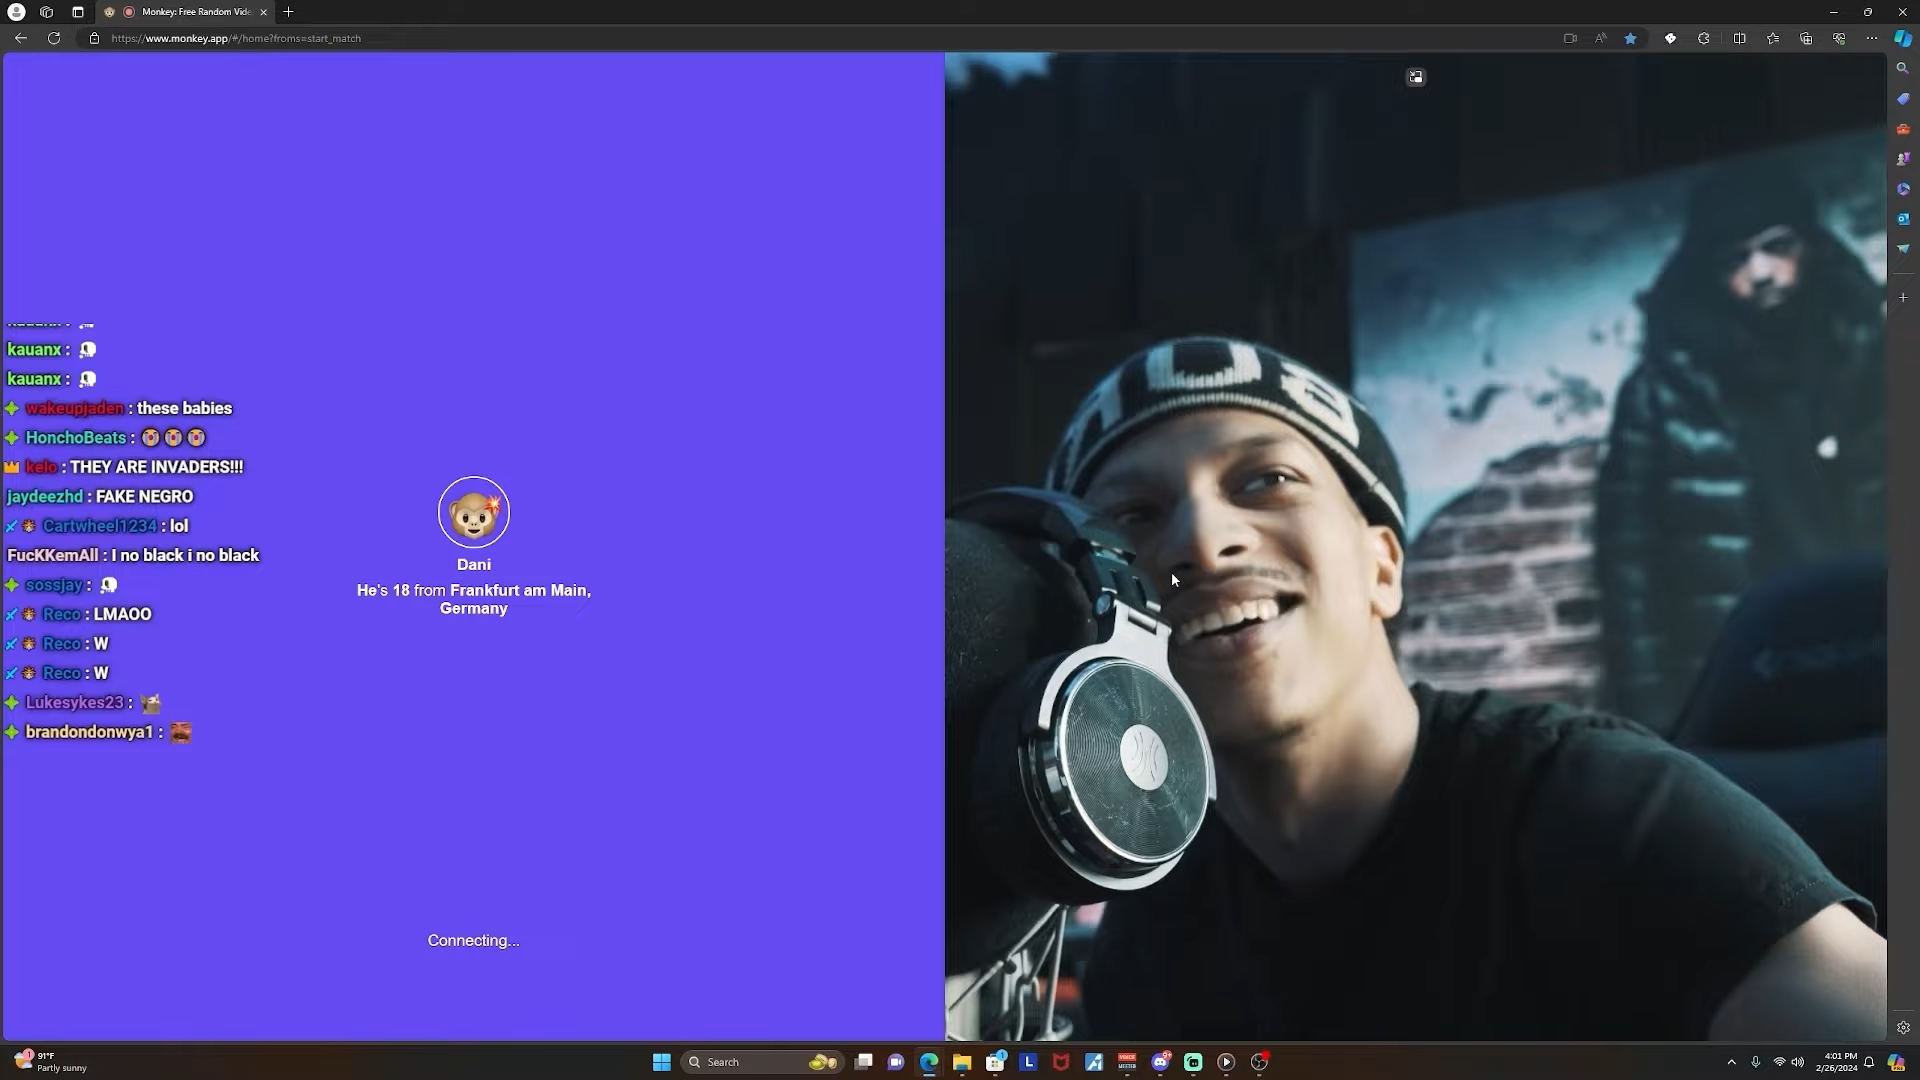 Monkey: Free Random Vide
https://www.monkey.app/#/home?froms=start_match
kauanx :
kauanx :
wakeupjaden : these babies
HonchoBeats :
kelo : THEY ARE INVADERS!!!
jaydeezhd : FAKE NEGRO
Cartwheel1234 : lol
FucKKemAll : I no black i no black
sossjay :
Reco : LMAOO
Reco : W
Reco : W
Lukesykes23 :
brandondonwya1 :
Dani
He's 18 from Frankfurt am Main,
Germany
Connecting...
91°F
Partly sunny
Search
4:01 PM
2/26/2024